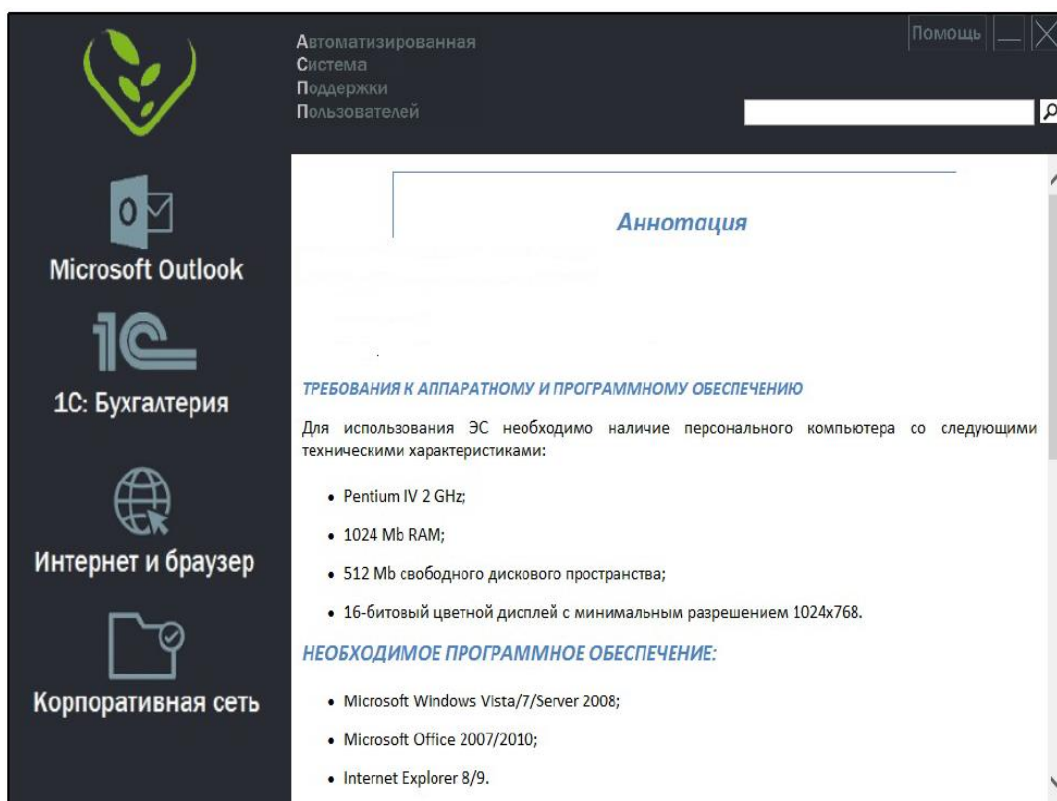 Автоматизированная
Система
Поддержки
Пользователей
Помощь
Microsoft Outlook
1С
1С: Бухгалтерия
Интернет и браузер
Корпоративная сеть
Аннотация
ТРЕБОВАНИЯ К АППАРАТНОМУ И ПРОГРАММНОМУ ОБЕСПЕЧЕНИЮ
Для использования ЭС необходимо наличие персонального компьютера со следующими
техническими характеристиками:
• Pentium IV 2 GHz;
• 1024 Mb RAM;
• 512 Mb свободного дискового пространства;
• 16-битовый цветной дисплей с минимальным разрешением 1024x768.
НЕОБХОДИМОЕ ПРОГРАММНОЕ ОБЕСПЕЧЕНИЕ:
• Microsoft Windows Vista/7/Server 2008;
• Microsoft Office 2007/2010;
• Internet Explorer 8/9.